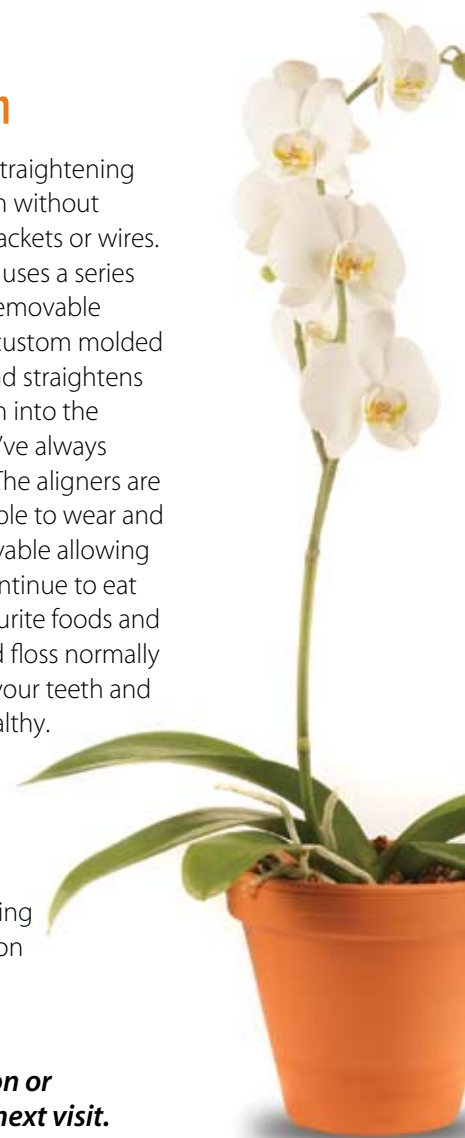 n
traightening
n without
ackets or wires.
uses a series
emovable
custom molded
nd straightens
n into the
've always
The aligners are
ble to wear and
vable allowing
ntinue to eat
urite foods and
d floss normally
your teeth and
althy.
ing
on
on or
next visit.